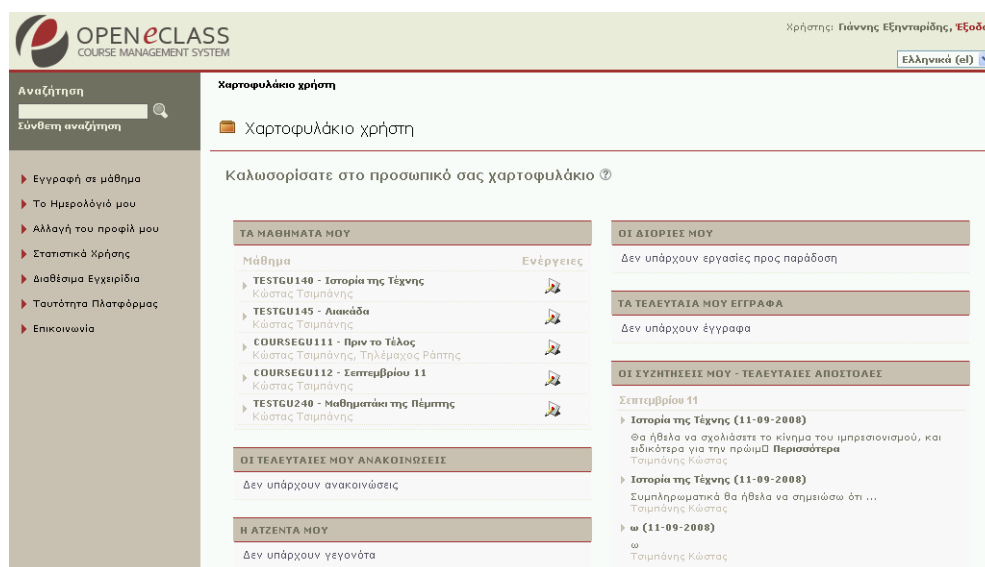 OPEN eCLASS
COURSE MANAGEMENT SYSTEM
Χρήστης: Γιάννης Εξηνταρίδης,
Ελληνικά (el)
Αναζήτηση
Σύνθετη αναζήτηση
Εγγραφή σε μάθημα
Το Ημερολόγιό μου
Αλλαγή του προφίλ μου
Στατιστικά Χρήσης
Διαθέσιμα Εγχειρίδια
Ταυτότητα Πλατφόρμας
Επικοινωνία
Χαρτοφυλάκιο χρήστη
Χαρτοφυλάκιο χρήστη
Καλωσορίσατε στο προσωπικό σας χαρτοφυλάκιο
ΤΑ ΜΑΘΗΜΑΤΑ ΜΟΥ
Μάθημα Ενέργειες
TESTGU140 - Ιστορία της Τέχνης
Κώστας Τσιμπάνης
TESTGU145 - Λιακάδα
Κώστας Τσιμπάνης
COURSEGU111 - Πριν το Τέλος
Κώστας Τσιμπάνης, Τηλέμαχος Ράπτης
COURSEGU112 - Σεπτεμβρίου 11
Κώστας Τσιμπάνης
TESTGU240 - Μαθηματάκι της Πέμπτης
Κώστας Τσιμπάνης
ΟΙ ΤΕΛΕΥΤΑΙΕΣ ΜΟΥ ΑΝΑΚΟΙΝΩΣΕΙΣ
Δεν υπάρχουν ανακοινώσεις
Η ΑΤΖΕΝΤΑ ΜΟΥ
Δεν υπάρχουν γεγονότα
ΟΙ ΔΙΟΡΙΕΣ ΜΟΥ
Δεν υπάρχουν εργασίες προς παράδοση
ΤΑ ΤΕΛΕΥΤΑΙΑ ΜΟΥ ΕΓΓΡΑΦΑ
Δεν υπάρχουν έγγραφα
ΟΙ ΣΥΖΗΤΗΣΕΙΣ ΜΟΥ - ΤΕΛΕΥΤΑΙΕΣ ΑΠΟΣΤΟΛΕΣ
Σεπτεμβρίου 11
Ιστορία της Τέχνης (11-09-2008)
Θα ήθελα να σχολιάσετε το κίνημα του ιμπρεσιονισμού, και
ειδικότερα για την πρώιμ□ Περισσότερα
Τσιμπάνης Κώστας
Ιστορία της Τέχνης (11-09-2008)
Συμπληρωματικά θα ήθελα να σημειώσω ότι ...
Τσιμπάνης Κώστας
ω (11-09-2008)
ω
Τσιμπάνης Κώστας